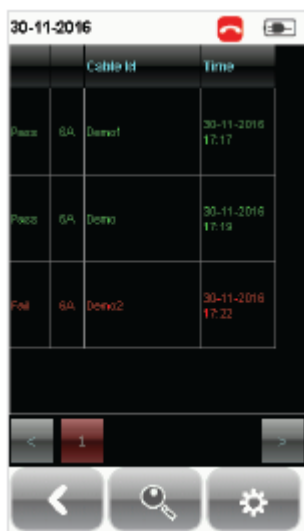 30-11-2016
Cable Id Time
Pass 6A Demo1 30-11-2016
17:17
Pass 6A Demo 30-11-2016
17:19
Fail 6A Demo2 30-11-2016
17:22
< 1 >